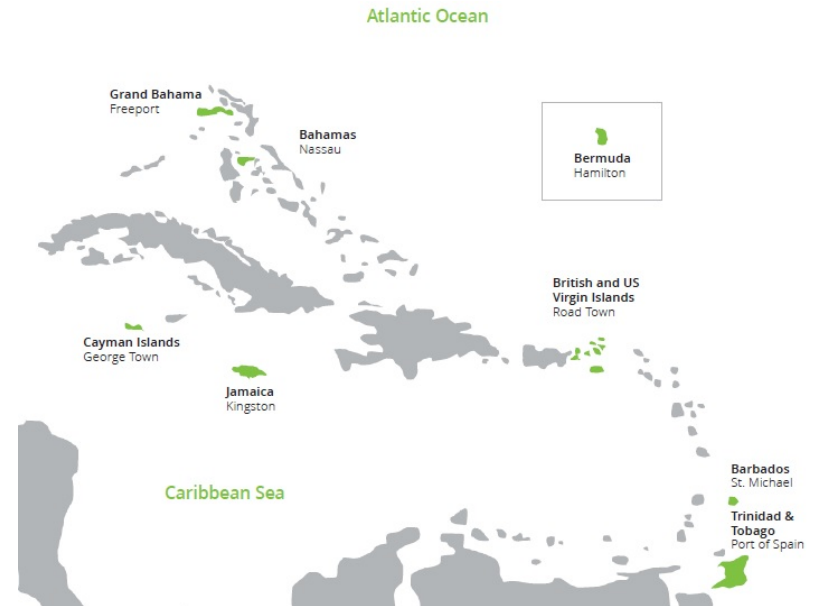 Atlantic Ocean
Grand Bahama
Freeport
Bahamas
Nassau
Bermuda
Hamilton
British and US
Virgin Islands
Road Town
Cayman Islands
George Town
Jamaica
Kingston
Caribbean Sea
Barbados
St. Michael
Trinidad &
Tobago
Port of Spain